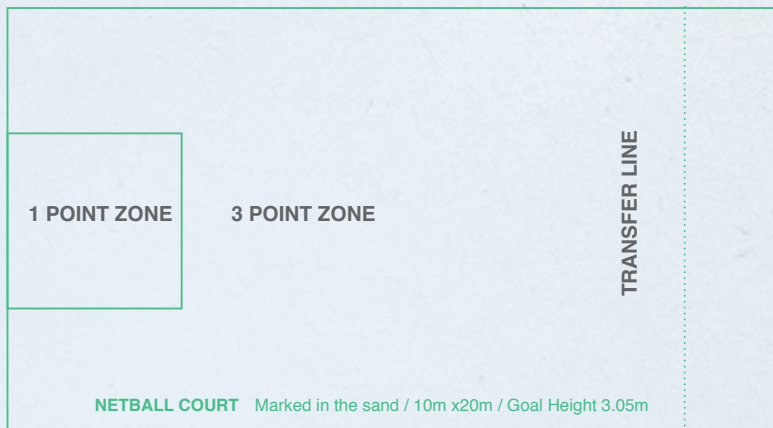 1 POINT ZONE
3 POINT ZONE
TRANSFER LINE
NETBALL COURT Marked in the sand / 10m x20m / Goal Height 3.05m